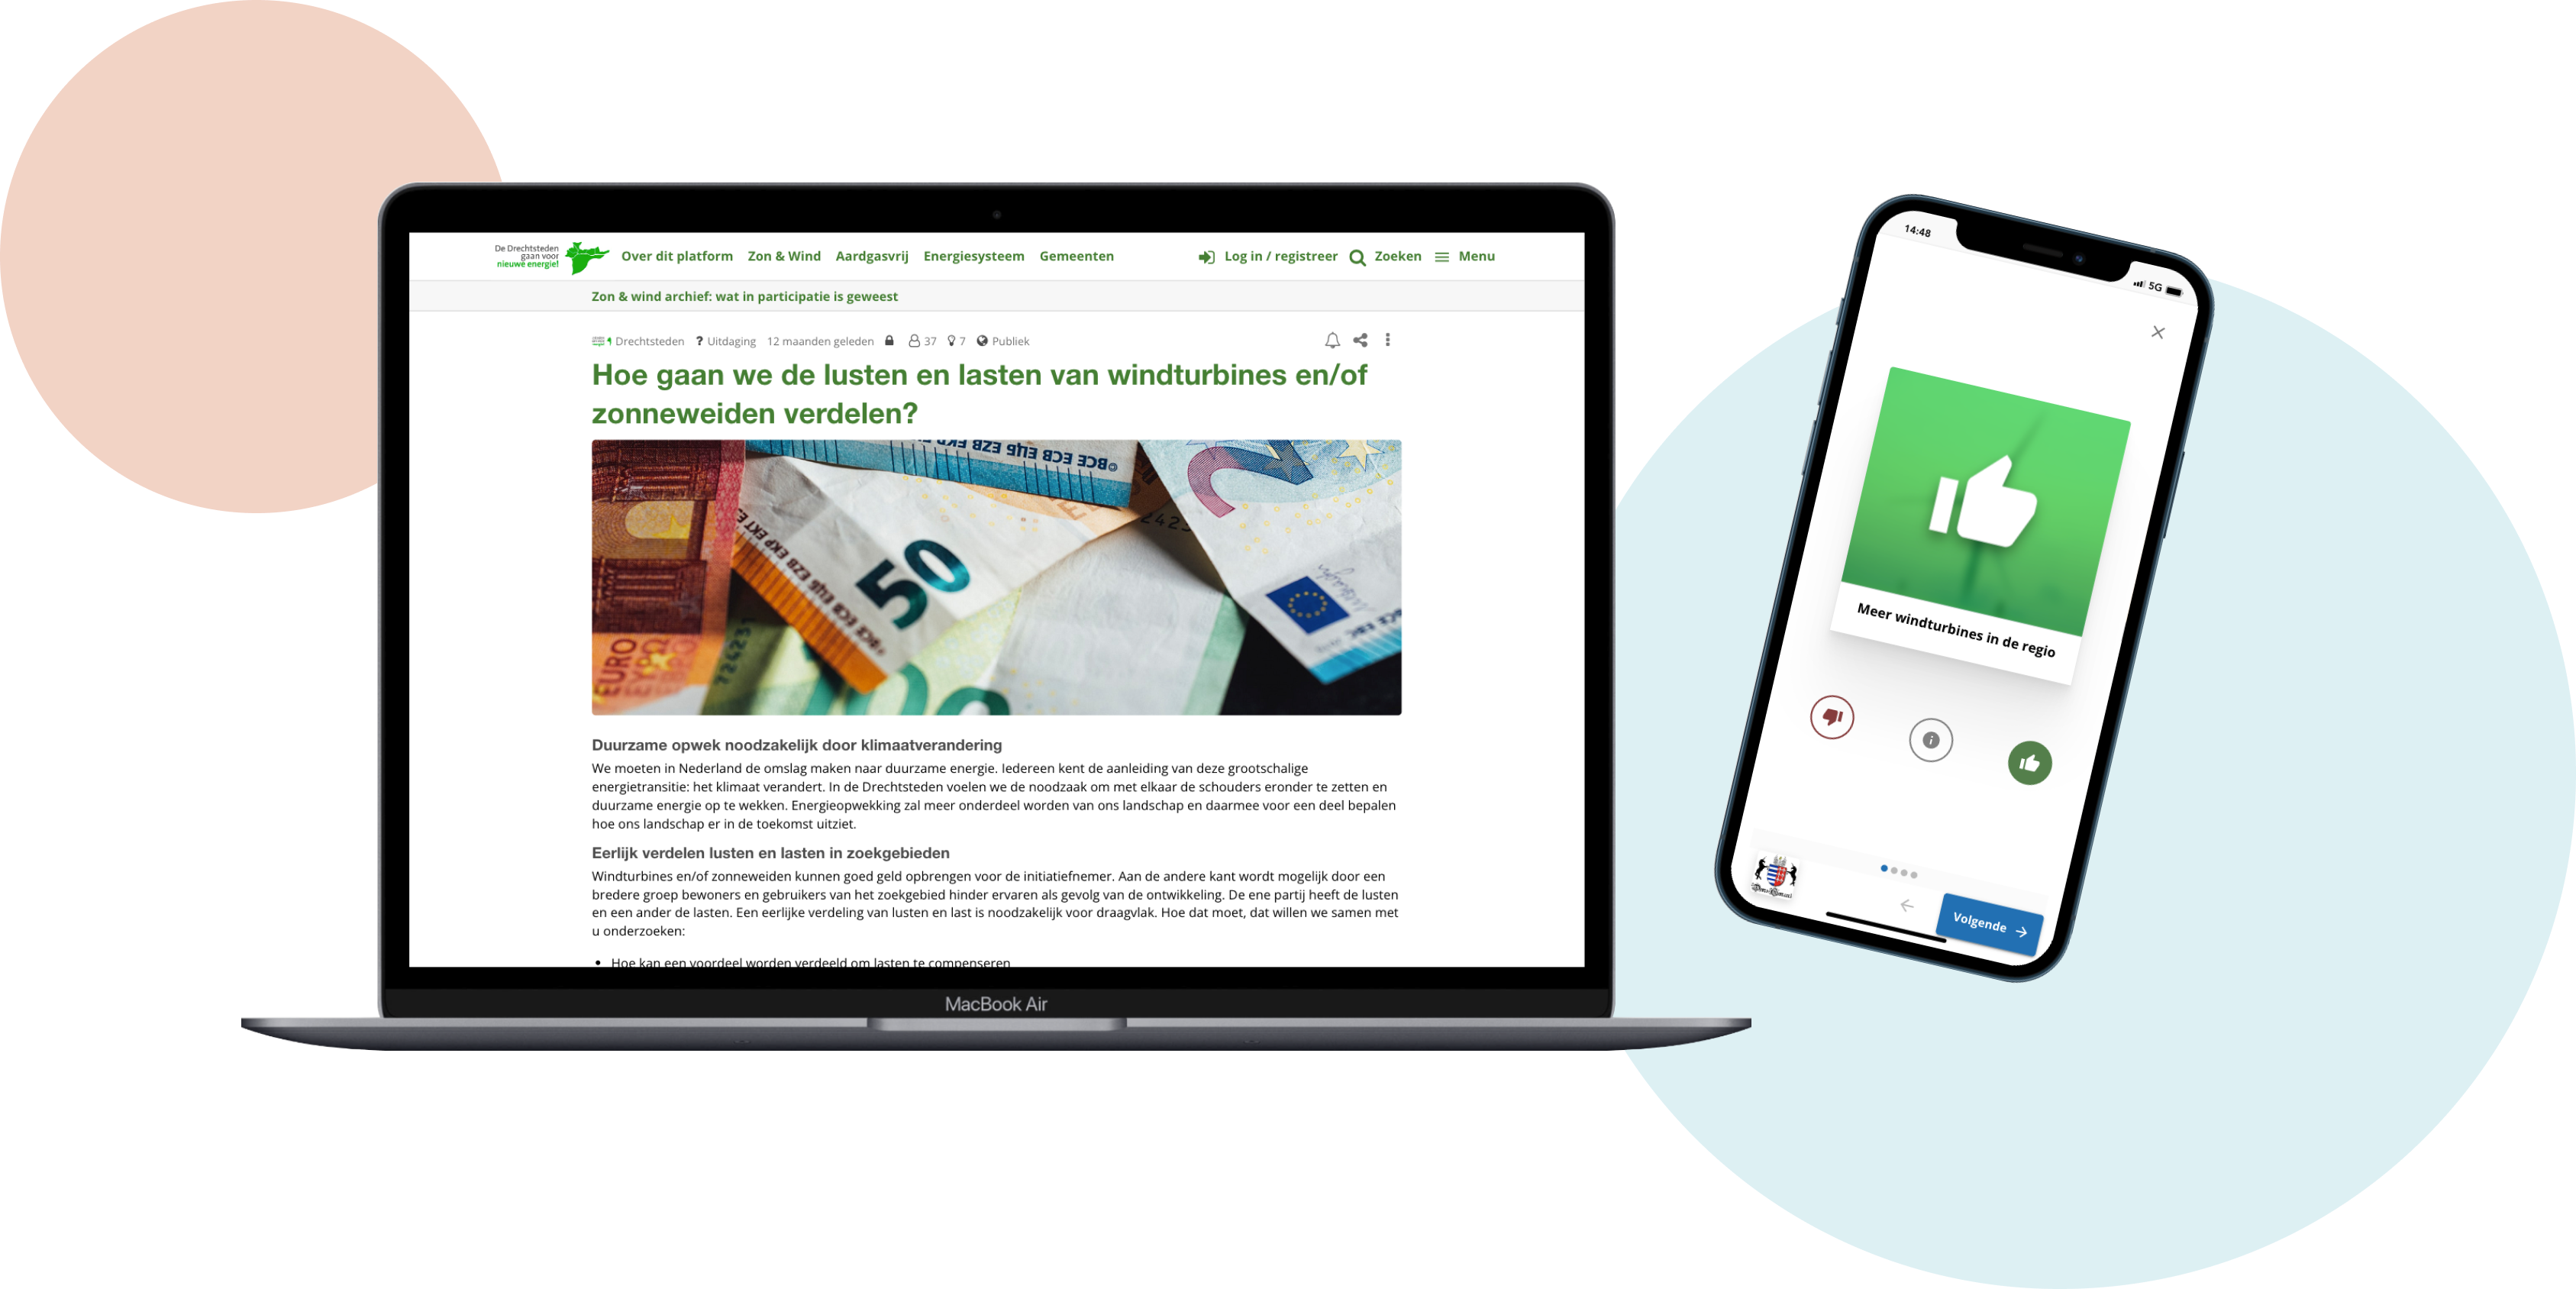 De Drechtsteden
gaan voor
nieuwe energie!
Over dit platform Zon & Wind Aardgasvrij Energiesysteem Gemeenten Log in / registreer Zoeken Menu
Zon & wind archief: wat in participatie is geweest
Drechtsteden ? Uitdaging 12 maanden geleden 37 7 Publiek
Hoe gaan we de lusten en lasten van windturbines en/of
zonneweiden verdelen?
BCE ECB EZB
50
EURO
Duurzame opwek noodzakelijk door klimaatverandering
We moeten in Nederland de omslag maken naar duurzame energie. Iedereen kent de aanleiding van deze grootschalige
energietransitie: het klimaat verandert. In de Drechtsteden voelen we de noodzaak om met elkaar de schouders eronder te zetten en
duurzame energie op te wekken. Energieopwekking zal meer onderdeel worden van ons landschap en daarmee voor een deel bepalen
hoe ons landschap er in de toekomst uitziet.
Eerlijk verdelen lusten en lasten in zoekgebieden
Windturbines en/of zonneweiden kunnen goed geld opbrengen voor de initiatiefnemer. Aan de andere kant wordt mogelijk door een
bredere groep bewoners en gebruikers van het zoekgebied hinder ervaren als gevolg van de ontwikkeling. De ene partij heeft de lusten
en een ander de lasten. Een eerlijke verdeling van lusten en last is noodzakelijk voor draagvlak. Hoe dat moet, dat willen we samen met
u onderzoeken:
• Hoe kan een voordeel worden verdeeld om lasten te compenseren
MacBook Air
14:48
5G
Meer windturbines in de regio
Volgende